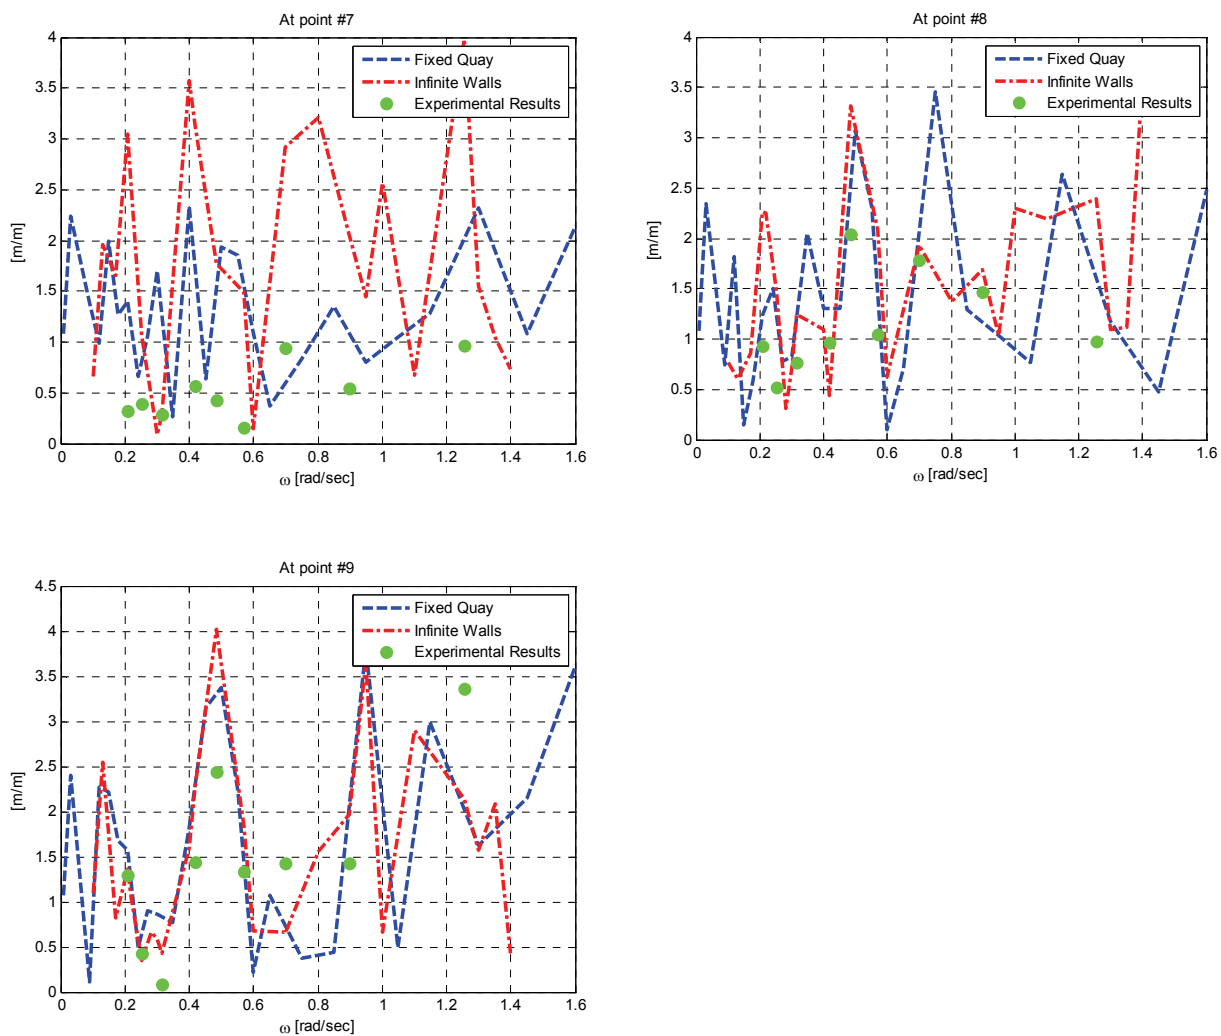 At point #7
4
3.5
3
2.5
2
1.5
1
0.5
0
[m/m]
Fixed Quay
Infinite Walls
Experimental Results
0 0.2 0.4 0.6 0.8 1 1.2 1.4 1.6
ω [rad/sec]
At point #8
4
3.5
3
2.5
2
1.5
1
0.5
0
[m/m]
Fixed Quay
Infinite Walls
Experimental Results
0 0.2 0.4 0.6 0.8 1 1.2 1.4 1.6
ω [rad/sec]
At point #9
4.5
4
3.5
3
2.5
2
1.5
1
0.5
0
[m/m]
Fixed Quay
Infinite Walls
Experimental Results
0 0.2 0.4 0.6 0.8 1 1.2 1.4 1.6
ω [rad/sec]